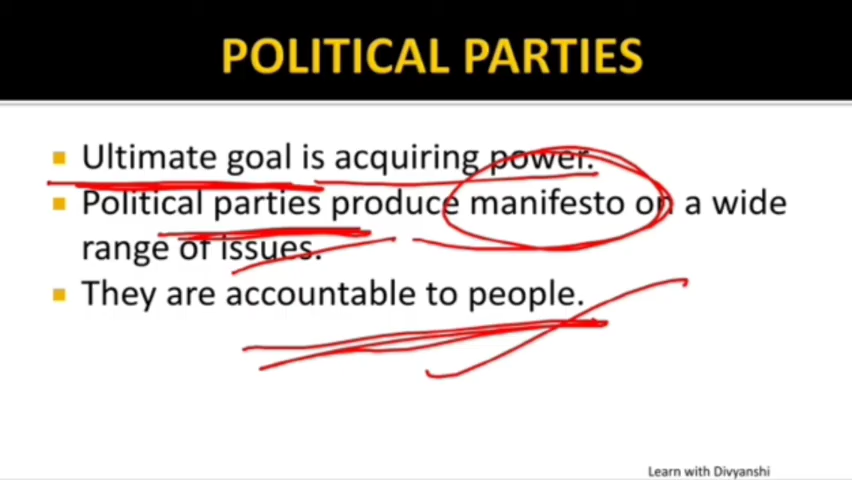 POLITICAL PARTIES
▪ Ultimate goal is acquiring power.
▪ Political parties produce manifesto on a wide
range of issues.
▪ They are accountable to people.
Learn with Divyanshi